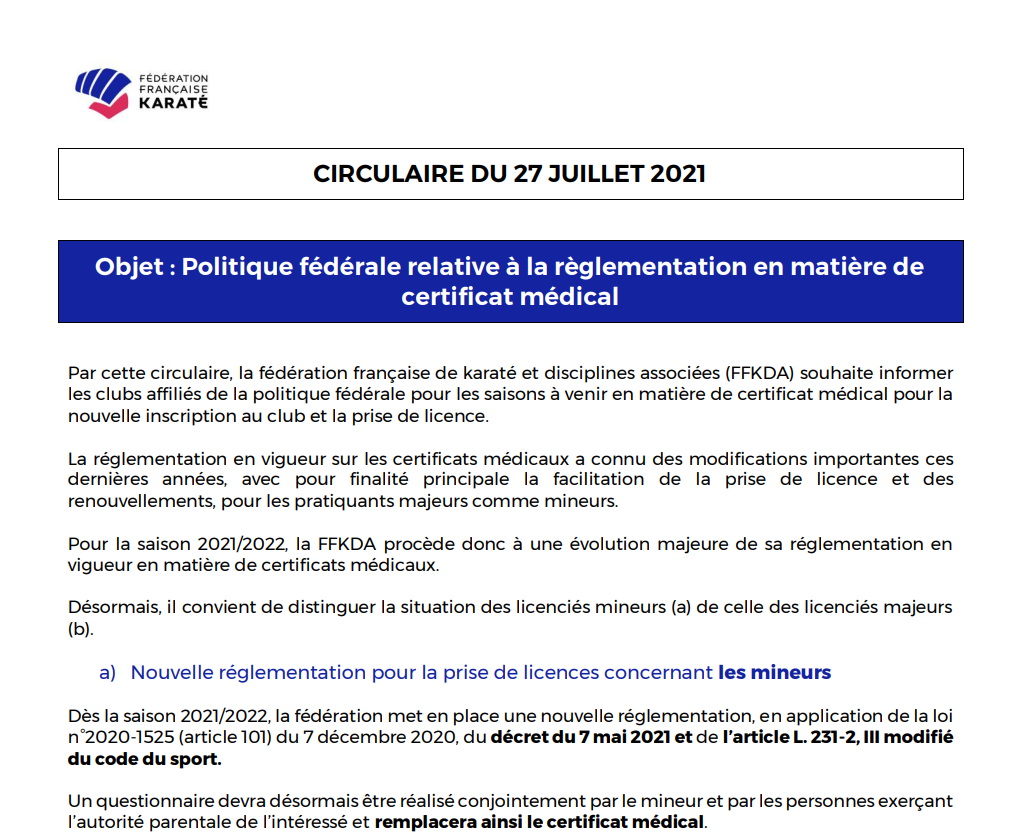 FÉDÉRATION
FRANÇAISE
KARATÉ
CIRCULAIRE DU 27 JUILLET 2021
Objet : Politique fédérale relative à la règlementation en matière de
certificat médical
Par cette circulaire, la fédération française de karaté et disciplines associées (FFKDA) souhaite informer
les clubs affiliés de la politique fédérale pour les saisons à venir en matière de certificat médical pour la
nouvelle inscription au club et la prise de licence.
La réglementation en vigueur sur les certificats médicaux a connu des modifications importantes ces
dernières années, avec pour finalité principale la facilitation de la prise de licence et des
renouvellements, pour les pratiquants majeurs comme mineurs.
Pour la saison 2021/2022, la FFKDA procède donc à une évolution majeure de sa réglementation en
vigueur en matière de certificats médicaux.
Désormais, il convient de distinguer la situation des licenciés mineurs (a) de celle des licenciés majeurs
(b).
a) Nouvelle réglementation pour la prise de licences concernant les mineurs
Dès la saison 2021/2022, la fédération met en place une nouvelle réglementation, en application de la loi
n°2020-1525 (article 101) du 7 décembre 2020, du décret du 7 mai 2021 et de l'article L. 231-2, III modifié
du code du sport.
Un questionnaire devra désormais être réalisé conjointement par le mineur et par les personnes exerçant
l'autorité parentale de l'intéressé et remplacera ainsi le certificat médical.